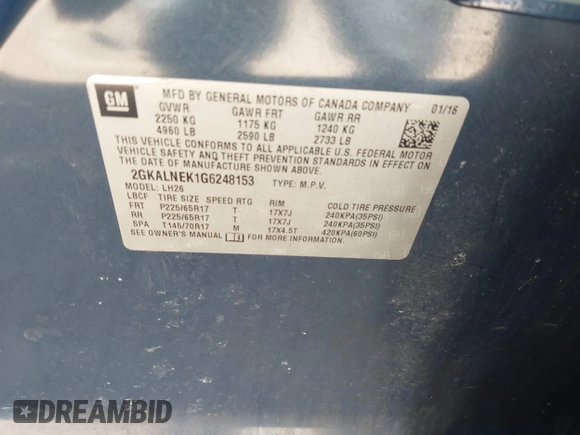 GM
MFD BY GENERAL MOTORS OF CANADA COMPANY 01/16
GVWR GAWR FRT GAWR RR
2250 KG 1175 KG 1240 KG
4960 LB 2590 LB 2733 LB
THIS VEHICLE CONFORMS TO ALL APPLICABLE U.S. FEDERAL MOTOR
VEHICLE SAFETY AND THEFT PREVENTION STANDARDS IN EFFECT ON
THE DATE OF MANUFACTURE SHOWN ABOVE.
2GKALNEK1G6248153 TYPE: M.P.V.
MODEL: LH26
LBCF TIRE SIZE SPEED RTG RIM COLD TIRE PRESSURE
FRT P225/65R17 T 17X7J 240KPA(35PSI)
RR P225/65R17 T 17X7J 240KPA(35PSI)
SPA T145/70R17 M 17X4.5T 420KPA(60PSI)
SEE OWNER'S MANUAL FOR MORE INFORMATION.
DREAMBID